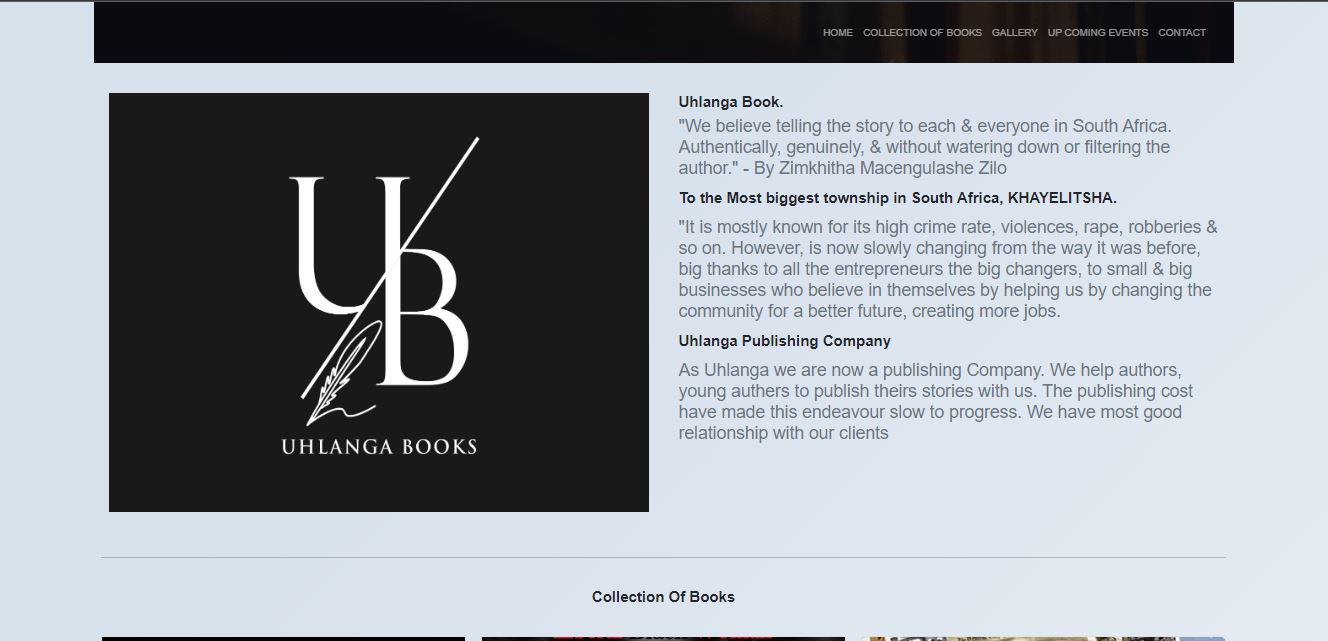 HOME COLLECTION OF BOOKS GALLERY UP COMING EVENTS CONTACT
UB
UHLANGA BOOKS
Uhlanga Book.
"We believe telling the story to each & everyone in South Africa.
Authentically, genuinely, & without watering down or filtering the
author." - By Zimkhitha Macengulashe Zilo
To the Most biggest township in South Africa, KHAYELITSHA.
"It is mostly known for its high crime rate, violences, rape, robberies &
so on. However, is now slowly changing from the way it was before,
big thanks to all the entrepreneurs the big changers, to small & big
businesses who believe in themselves by helping us by changing the
community for a better future, creating more jobs.
Uhlanga Publishing Company
As Uhlanga we are now a publishing Company. We help authors,
young authers to publish theirs stories with us. The publishing cost
have made this endeavour slow to progress. We have most good
relationship with our clients
Collection Of Books